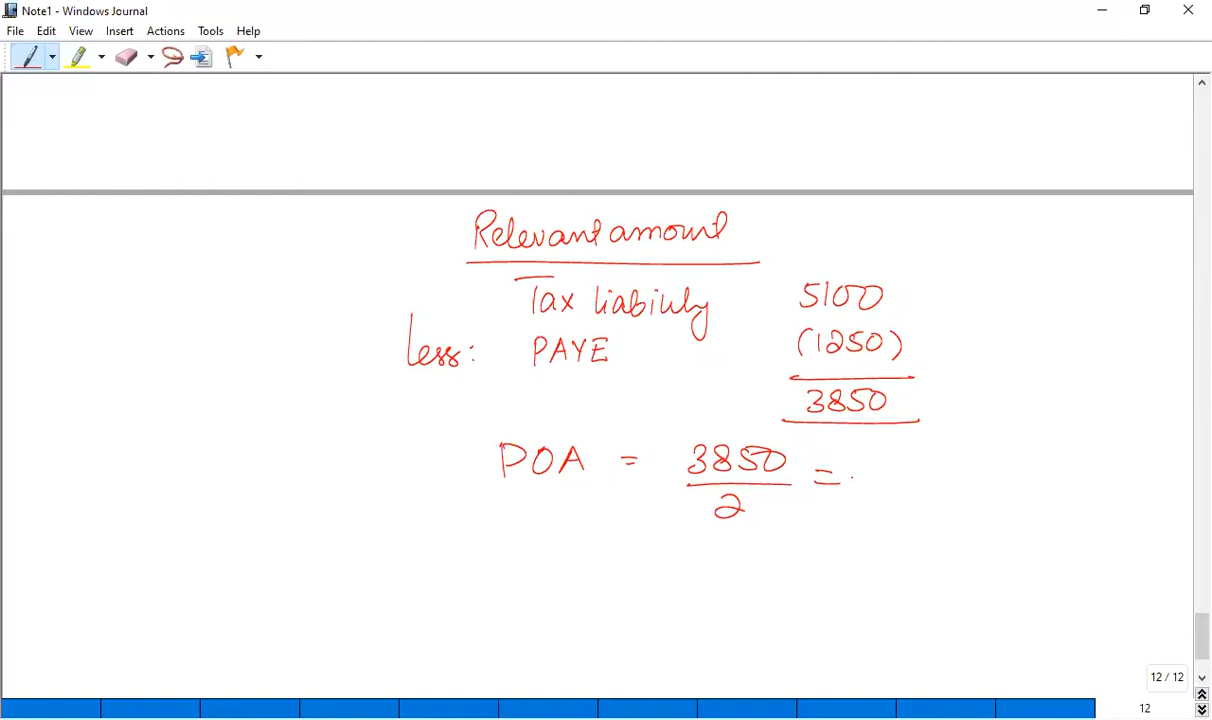 Note1 - Windows Journal
File Edit View Insert Actions Tools Help
Relevant amount
Tax liability 5100
Less: PAYE (1250)
3850
POA = 3850/2 =
12 / 12
12